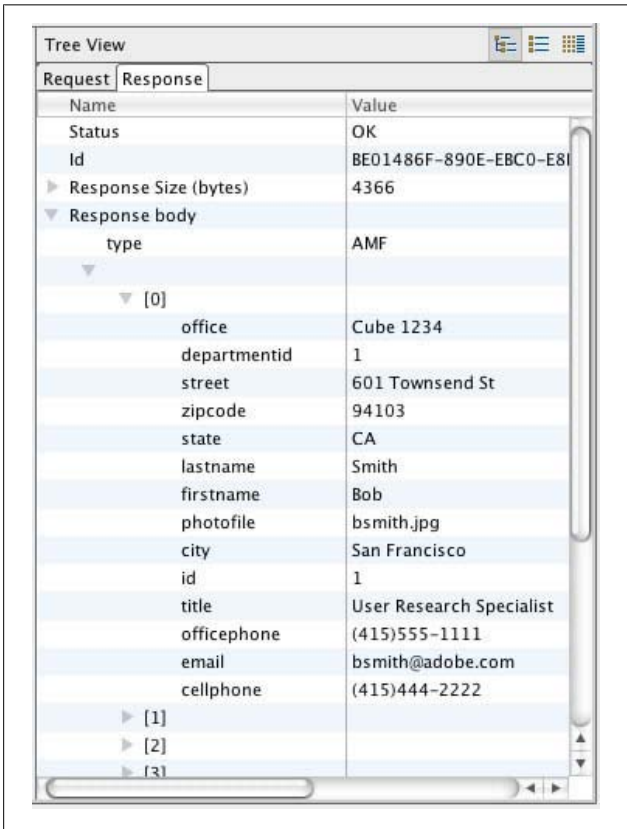 Tree View
Request Response
Name Value
Status OK
Id BE01486F-890E-EBC0-E8
Response Size (bytes) 4366
Response body
type AMF
[0]
office Cube 1234
departmentid 1
street 601 Townsend St
zipcode 94103
state CA
lastname Smith
firstname Bob
photofile bsmith.jpg
city San Francisco
id 1
title User Research Specialist
officephone (415)555-1111
email bsmith@adobe.com
cellphone (415)444-2222
[1]
[2]
[3]